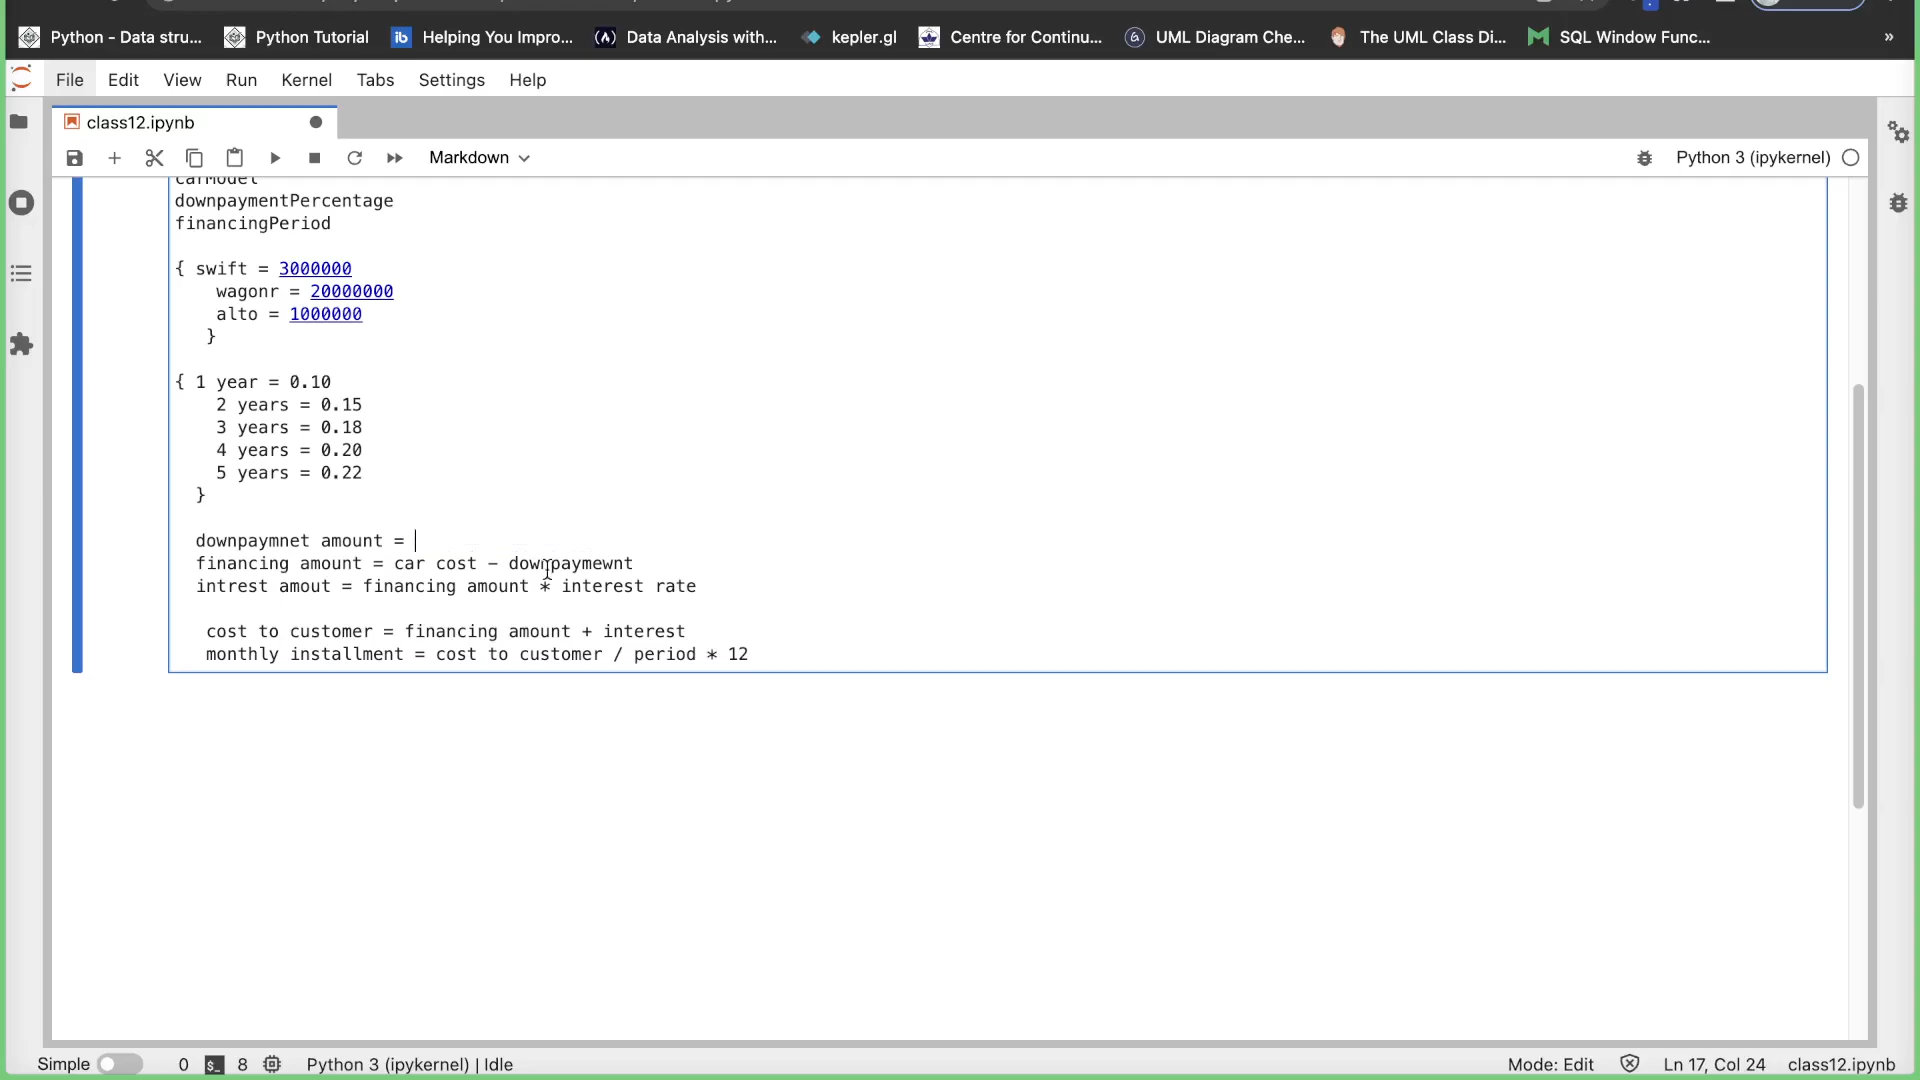 Python - Data stru... Python Tutorial ib Helping You Impro... Data Analysis with... kepler.gl Centre for Continu... UML Diagram Che... The UML Class Di... SQL Window Func... »
File Edit View Run Kernel Tabs Settings Help
class12.ipynb
Markdown Python 3 (ipykernel)
carModel
downpaymentPercentage
financingPeriod
{ swift = 3000000
wagonr = 20000000
alto = 1000000
}
{ 1 year = 0.10
2 years = 0.15
3 years = 0.18
4 years = 0.20
5 years = 0.22
}
downpaymnet amount =
financing amount = car cost - downpaymewnt
intrest amout = financing amount * interest rate
cost to customer = financing amount + interest
monthly installment = cost to customer / period * 12
Simple 0 $_ 8 Python 3 (ipykernel) | Idle Mode: Edit Ln 17, Col 24 class12.ipynb